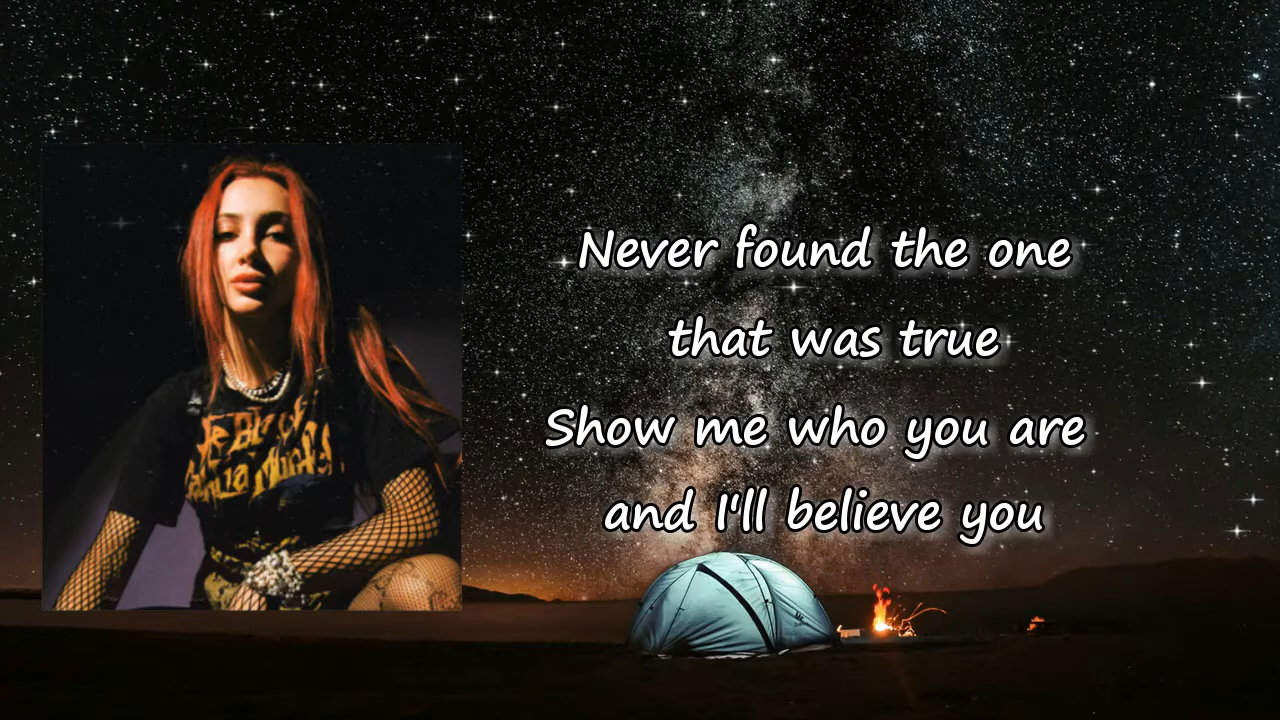 Never found the one
that was true
Show me who you are
and I'll believe you